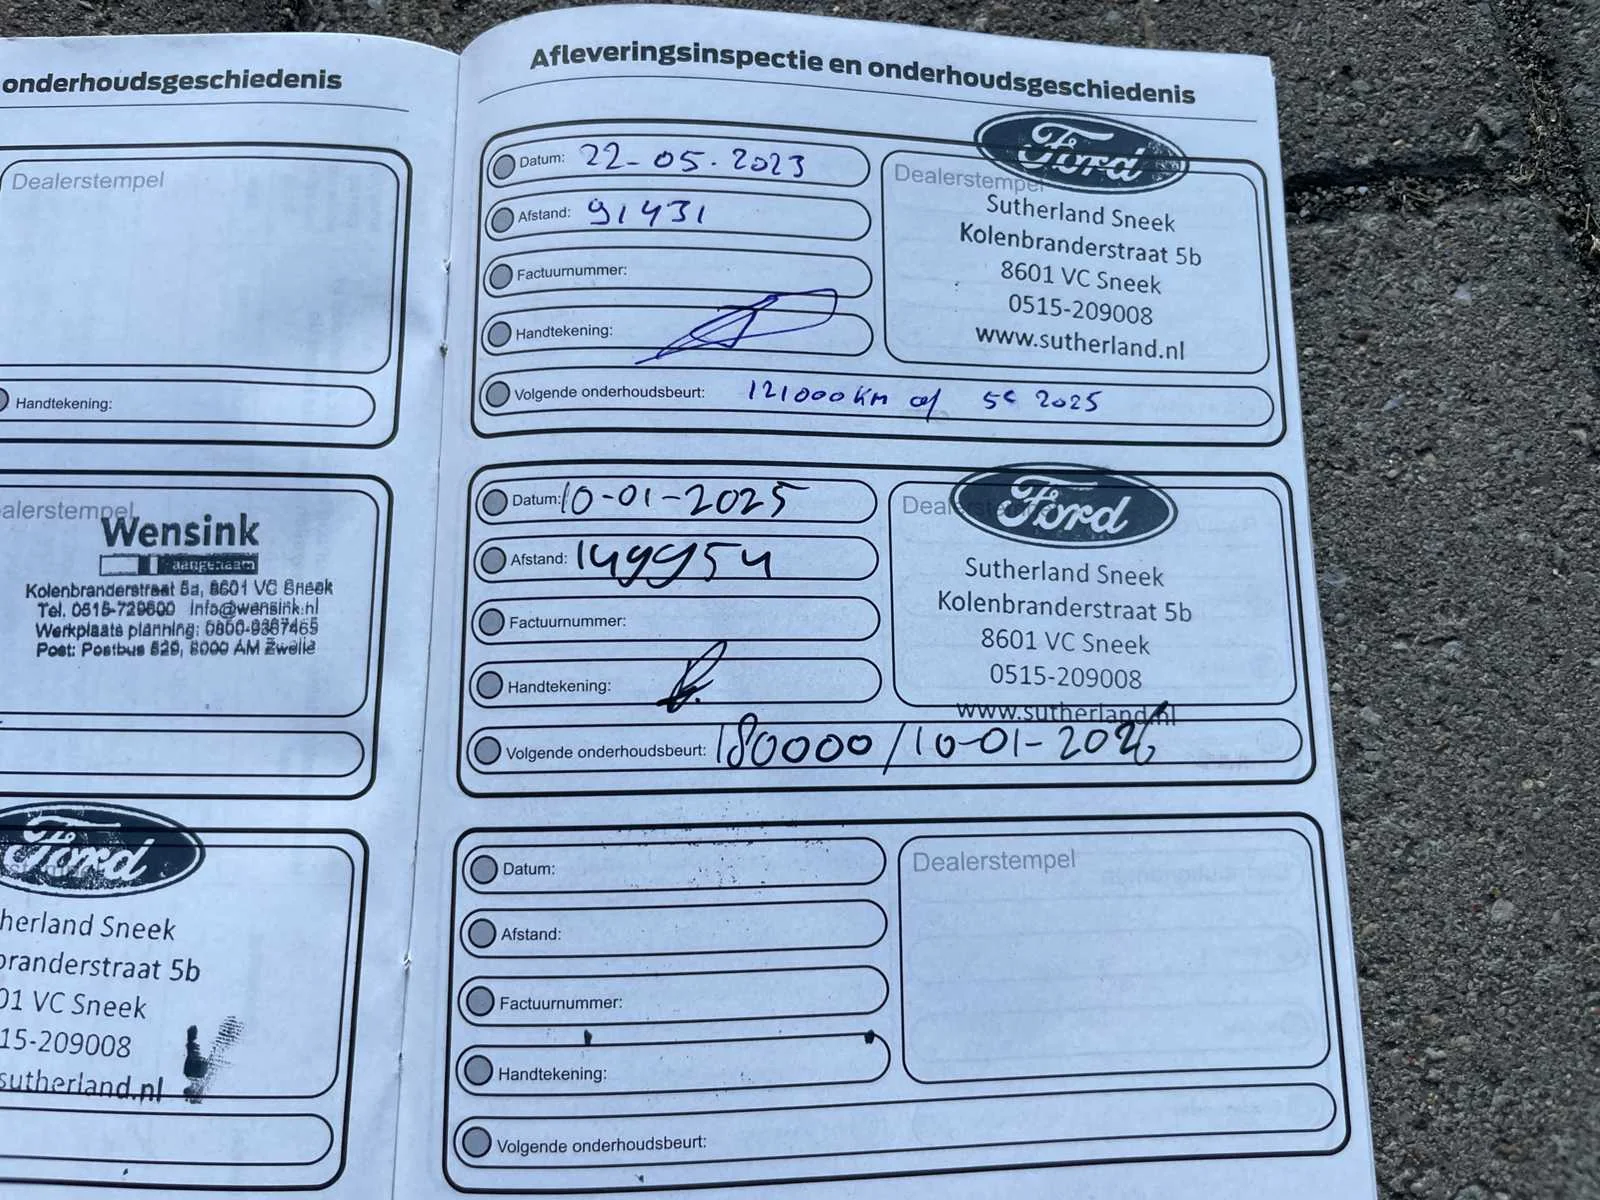 onderhoudsgeschiedenis
Dealerstempel
Handtekening:
alerstempel
Wensink
aangenaam
Kolenbranderstraat 5a, 8601 VC Sneek
Tel. 0515-729600 info@wensink.nl
Werkplaats planning: 0800-9367465
Post: Postbus 529, 8000 AM Zwolle
Ford
herland Sneek
branderstraat 5b
01 VC Sneek
15-209008
sutherland.nl
Afleveringsinspectie en onderhoudsgeschiedenis
Datum: 22-05-2023
Afstand: 91431
Factuurnummer:
Handtekening:
Volgende onderhoudsbeurt: 121000 KM of 5e 2025
Dealerstempel
Ford
Sutherland Sneek
Kolenbranderstraat 5b
8601 VC Sneek
0515-209008
www.sutherland.nl
Datum: 10-01-2025
Afstand: 149954
Factuurnummer:
Handtekening:
Volgende onderhoudsbeurt: 180000/10-01-2026
Ford
Sutherland Sneek
Kolenbranderstraat 5b
8601 VC Sneek
0515-209008
www.sutherland.nl
Datum:
Afstand:
Factuurnummer:
Handtekening:
Volgende onderhoudsbeurt:
Dealerstempel